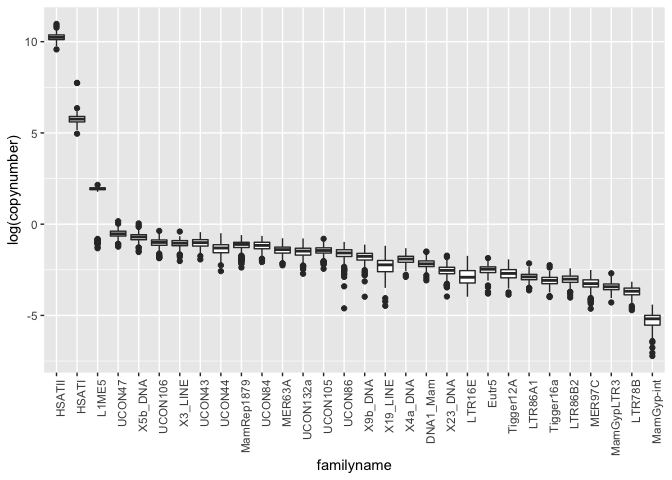 10
5
0
-5
log(copynumber)
HSATII
HSATI
L1ME5
UCON47
X5b_DNA
UCON106
X3_LINE
UCON43
UCON44
MamRep1879
UCON84
MER63A
UCON132a
UCON105
UCON86
X9b_DNA
X19_LINE
X4a_DNA
DNA1_Mam
X23_DNA
LTR16E
Eutr5
Tigger12A
LTR86A1
Tigger16a
LTR86B2
MER97C
MamGypLTR3
LTR78B
MamGyp-int
familyname